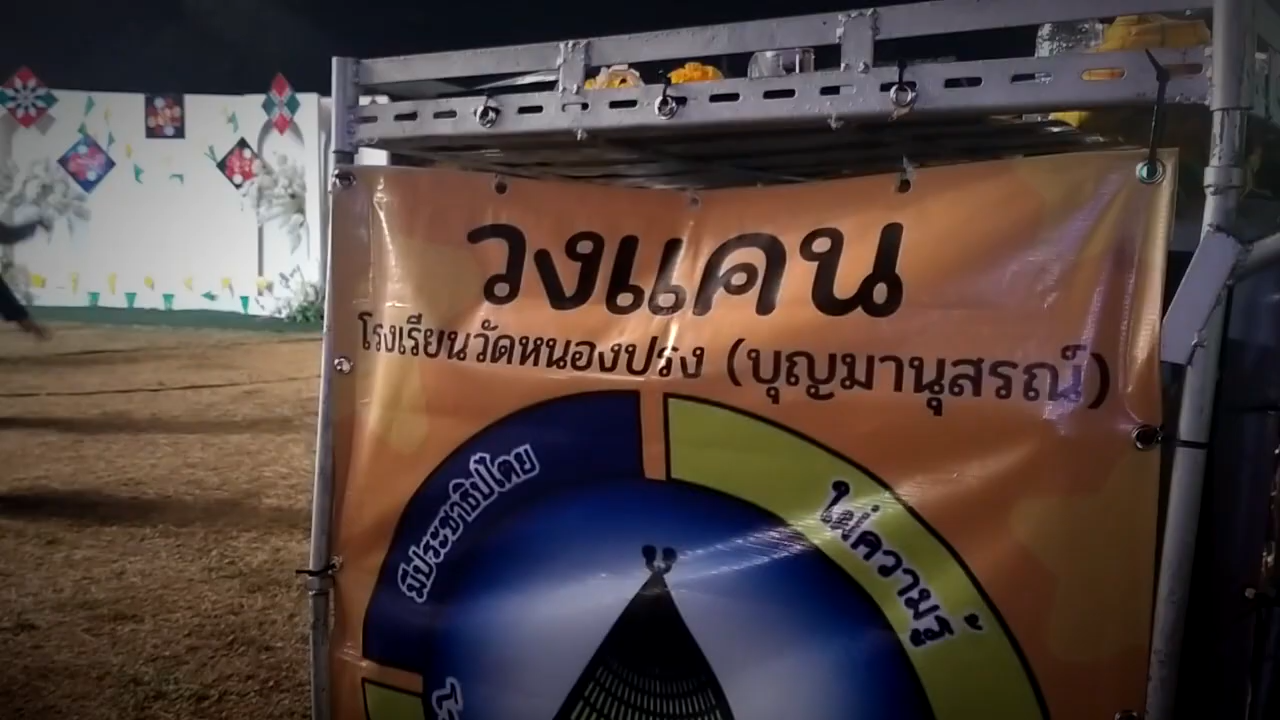 วงแคน
โรงเรียนวัดหนองปรง (บุญมานุสรณ์)
มีประชาธิปไตย
ใฝ่ความรู้